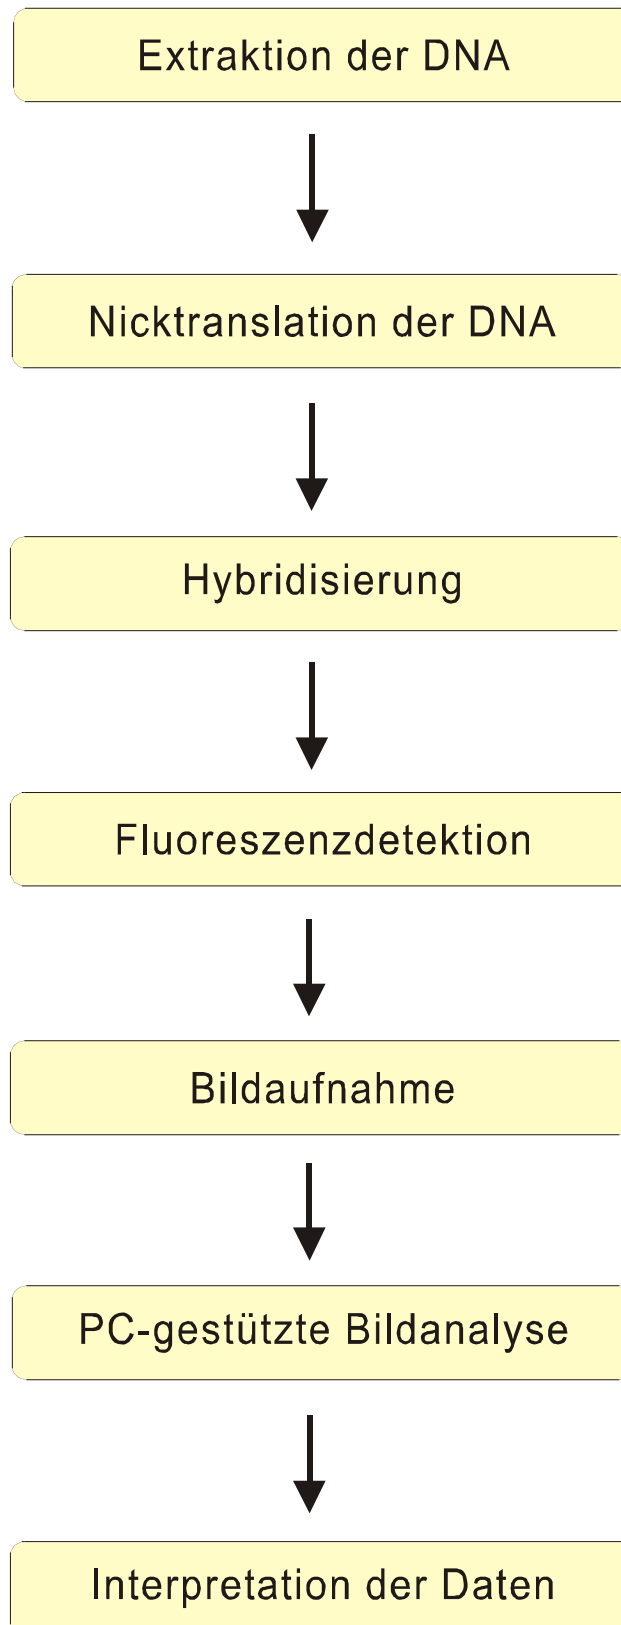 Extraktion der DNA
Nicktranslation der DNA
Hybridisierung
Fluoreszenzdetektion
Bildaufnahme
PC-gestützte Bildanalyse
Interpretation der Daten